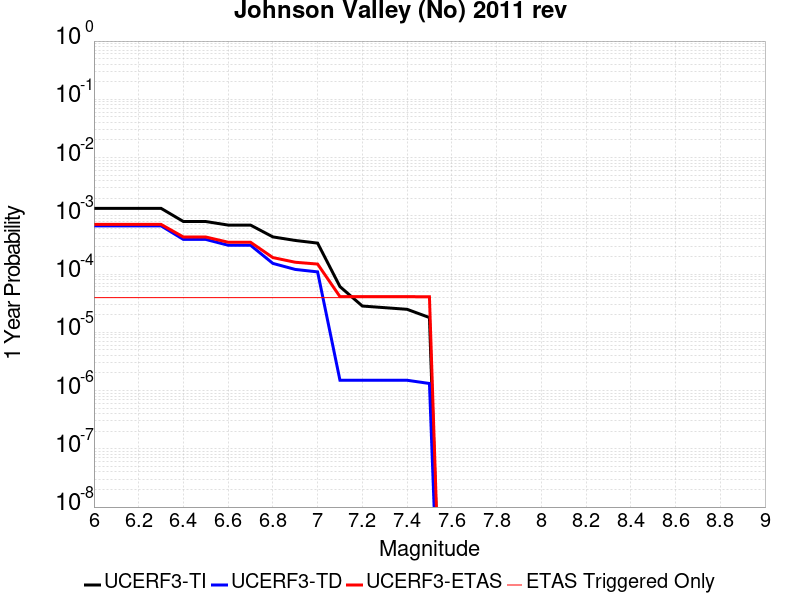 Johnson Valley (No) 2011 rev
1 Year Probability
10^0
10^-1
10^-2
10^-3
10^-4
10^-5
10^-6
10^-7
10^-8
6 6.2 6.4 6.6 6.8 7 7.2 7.4 7.6 7.8 8 8.2 8.4 8.6 8.8 9
Magnitude
UCERF3-TI UCERF3-TD UCERF3-ETAS ETAS Triggered Only